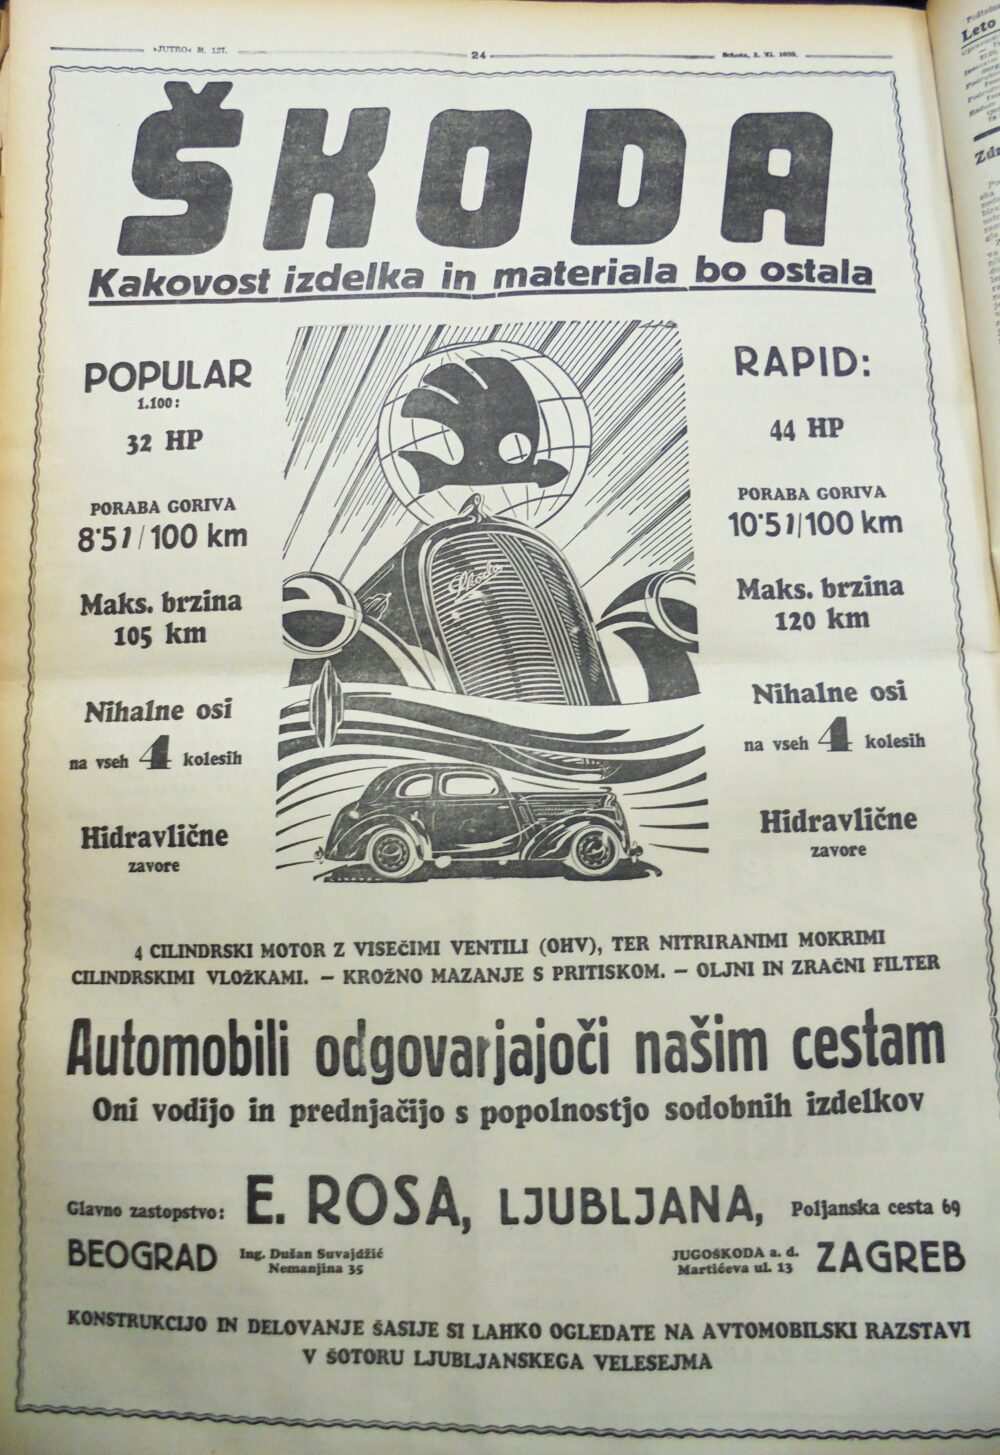 »JUTRO« št. 127.
24
Sobota, 3. VI. 1939.
ŠKODA
Kakovost izdelka in materiala bo ostala
POPULAR
1.100:
32 HP
PORABA GORIVA
8·5 l / 100 km
Maks. brzina
105 km
Nihalne osi
na vseh 4 kolesih
Hidravlične
zavore
Škoda
RAPID:
44 HP
PORABA GORIVA
10·5 l/100 km
Maks. brzina
120 km
Nihalne osi
na vseh 4 kolesih
Hidravlične
zavore
4 CILINDRSKI MOTOR Z VISEČIMI VENTILI (OHV), TER NITRIRANIMI MOKRIMI
CILINDRSKIMI VLOŽKAMI. – KROŽNO MAZANJE S PRITISKOM. – OLJNI IN ZRAČNI FILTER
Automobili odgovarjajoči našim cestam
Oni vodijo in prednjačijo s popolnostjo sodobnih izdelkov
Glavno zastopstvo: E. ROSA, LJUBLJANA, Poljanska cesta 69
BEOGRAD Ing. Dušan Suvajdžić
Nemanjina 35
JUGOŠKODA a. d.
Martićeva ul. 13 ZAGREB
KONSTRUKCIJO IN DELOVANJE ŠASIJE SI LAHKO OGLEDATE NA AVTOMOBILSKI RAZSTAVI
V ŠOTORU LJUBLJANSKEGA VELESEJMA
Leto